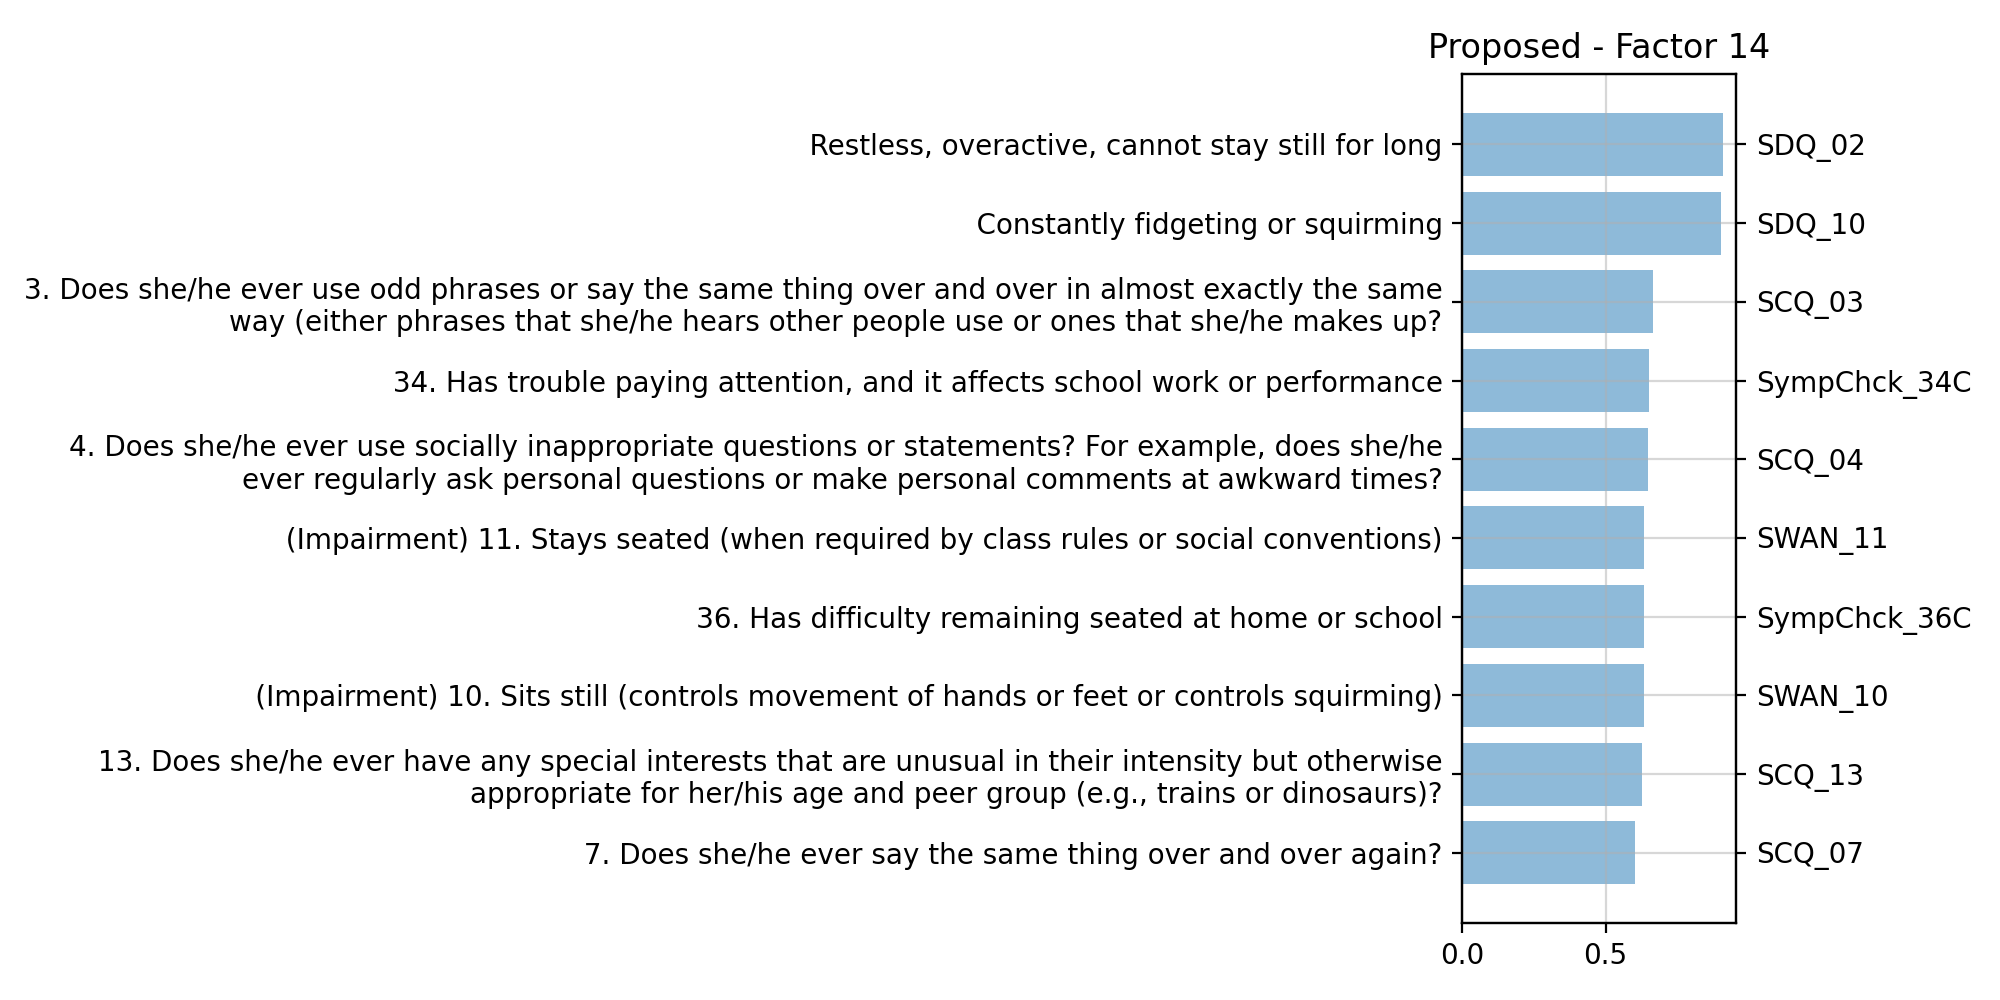 Proposed - Factor 14
Restless, overactive, cannot stay still for long
SDQ_02
Constantly fidgeting or squirming
SDQ_10
3. Does she/he ever use odd phrases or say the same thing over and over in almost exactly the same
way (either phrases that she/he hears other people use or ones that she/he makes up?
SCQ_03
34. Has trouble paying attention, and it affects school work or performance
SympChck_34C
4. Does she/he ever use socially inappropriate questions or statements? For example, does she/he
ever regularly ask personal questions or make personal comments at awkward times?
SCQ_04
(Impairment) 11. Stays seated (when required by class rules or social conventions)
SWAN_11
36. Has difficulty remaining seated at home or school
SympChck_36C
(Impairment) 10. Sits still (controls movement of hands or feet or controls squirming)
SWAN_10
13. Does she/he ever have any special interests that are unusual in their intensity but otherwise
appropriate for her/his age and peer group (e.g., trains or dinosaurs)?
SCQ_13
7. Does she/he ever say the same thing over and over again?
SCQ_07
0.0
0.5